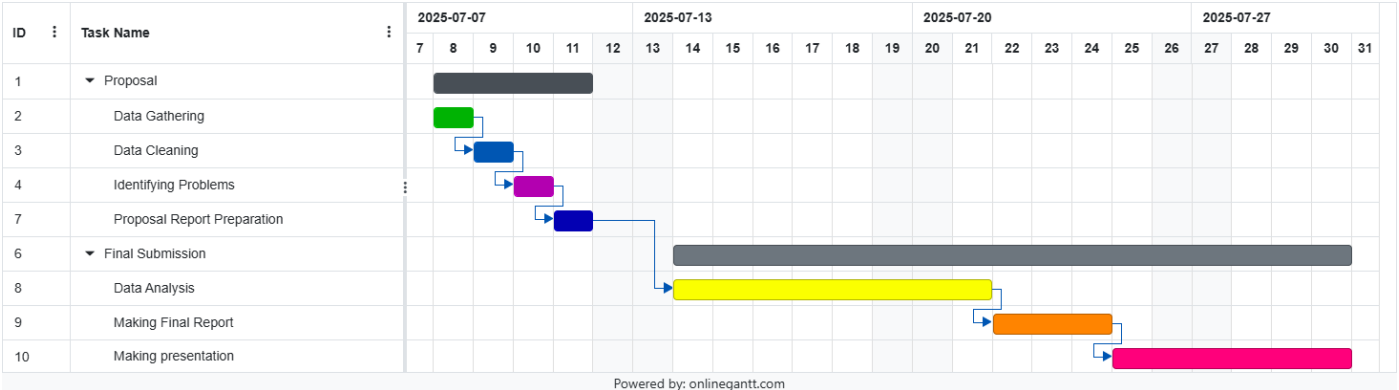 2025-07-07 2025-07-13 2025-07-20 2025-07-27
ID Task Name
7 8 9 10 11 12 13 14 15 16 17 18 19 20 21 22 23 24 25 26 27 28 29 30 31
1 Proposal
2 Data Gathering
3 Data Cleaning
4 Identifying Problems
7 Proposal Report Preparation
6 Final Submission
8 Data Analysis
9 Making Final Report
10 Making presentation
Powered by: onlinegantt.com